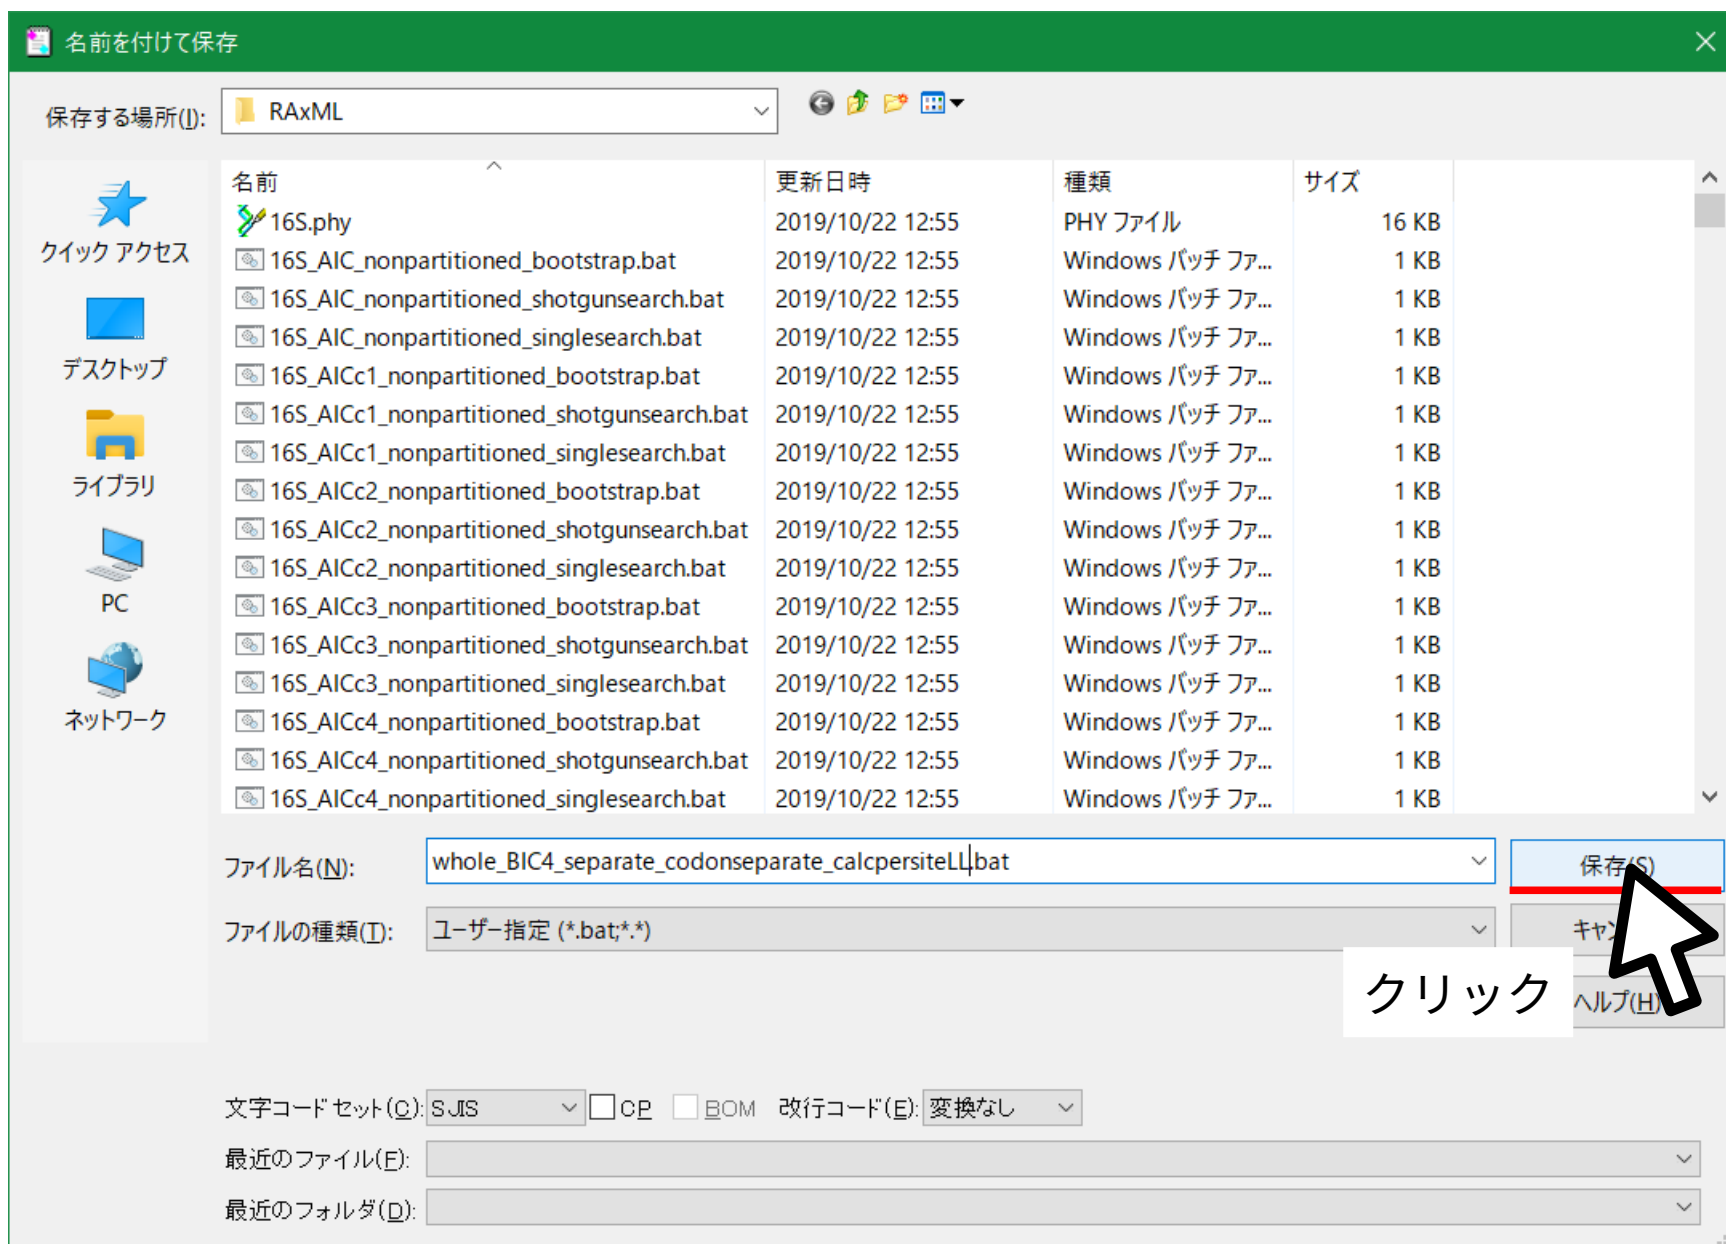 名前を付けて保存
保存する場所(I): RAxML
クイック アクセス
デスクトップ
ライブラリ
PC
ネットワーク
名前 更新日時 種類 サイズ
16S.phy 2019/10/22 12:55 PHY ファイル 16 KB
16S_AIC_nonpartitioned_bootstrap.bat 2019/10/22 12:55 Windows バッチ ファ... 1 KB
16S_AIC_nonpartitioned_shotgunsearch.bat 2019/10/22 12:55 Windows バッチ ファ... 1 KB
16S_AIC_nonpartitioned_singlesearch.bat 2019/10/22 12:55 Windows バッチ ファ... 1 KB
16S_AICc1_nonpartitioned_bootstrap.bat 2019/10/22 12:55 Windows バッチ ファ... 1 KB
16S_AICc1_nonpartitioned_shotgunsearch.bat 2019/10/22 12:55 Windows バッチ ファ... 1 KB
16S_AICc1_nonpartitioned_singlesearch.bat 2019/10/22 12:55 Windows バッチ ファ... 1 KB
16S_AICc2_nonpartitioned_bootstrap.bat 2019/10/22 12:55 Windows バッチ ファ... 1 KB
16S_AICc2_nonpartitioned_shotgunsearch.bat 2019/10/22 12:55 Windows バッチ ファ... 1 KB
16S_AICc2_nonpartitioned_singlesearch.bat 2019/10/22 12:55 Windows バッチ ファ... 1 KB
16S_AICc3_nonpartitioned_bootstrap.bat 2019/10/22 12:55 Windows バッチ ファ... 1 KB
16S_AICc3_nonpartitioned_shotgunsearch.bat 2019/10/22 12:55 Windows バッチ ファ... 1 KB
16S_AICc3_nonpartitioned_singlesearch.bat 2019/10/22 12:55 Windows バッチ ファ... 1 KB
16S_AICc4_nonpartitioned_bootstrap.bat 2019/10/22 12:55 Windows バッチ ファ... 1 KB
16S_AICc4_nonpartitioned_shotgunsearch.bat 2019/10/22 12:55 Windows バッチ ファ... 1 KB
16S_AICc4_nonpartitioned_singlesearch.bat 2019/10/22 12:55 Windows バッチ ファ... 1 KB
ファイル名(N): whole_BIC4_separate_codonseparate_calcpersiteLL.bat 保存(S)
ファイルの種類(T): ユーザー指定 (*.bat;*.*)
クリック
ヘルプ(H)
文字コードセット(C): SJIS CP BOM 改行コード(E): 変換なし
最近のファイル(F):
最近のフォルダ(D):